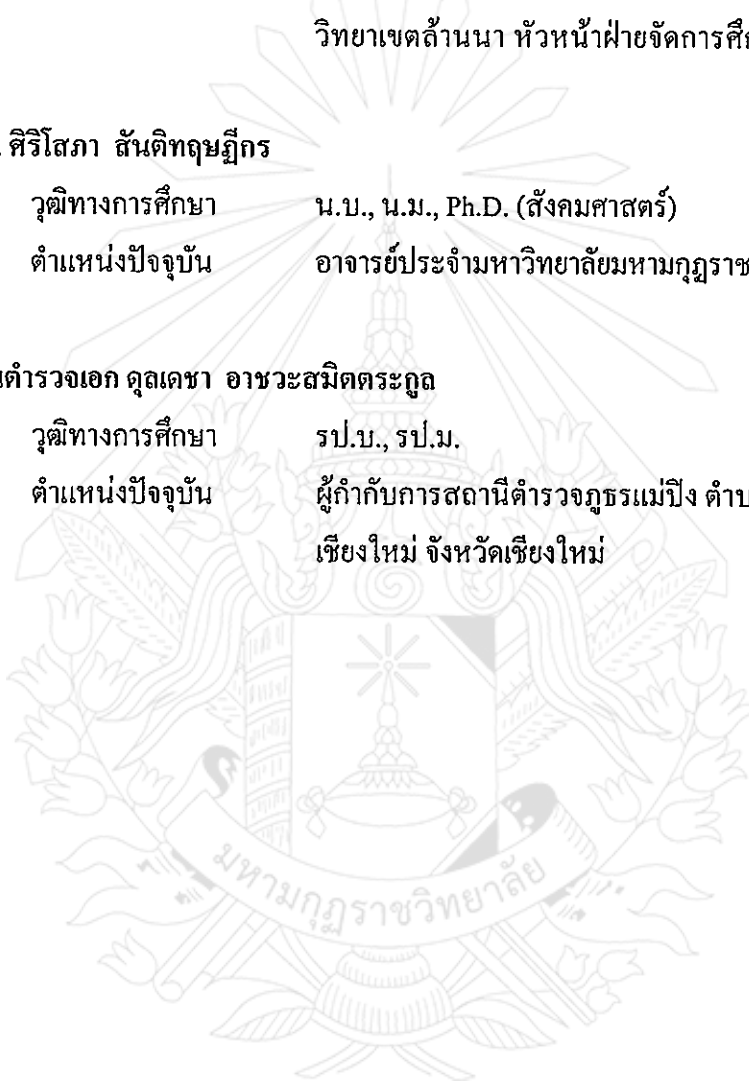 วิทยาเขตล้านนา หัวหน้าฝ่ายจัดการศึ
. ศิริโสภา สันติทฤษฎีกร
วุฒิทางการศึกษา น.บ., น.ม., Ph.D. (สังคมศาสตร์)
ตำแหน่งปัจจุบัน อาจารย์ประจำมหาวิทยาลัยมหามกุฏราช
นตำรวจเอก ดุลเดชา อาชวะสมิตตระกูล
วุฒิทางการศึกษา รป.บ., รป.ม.
ตำแหน่งปัจจุบัน ผู้กำกับการสถานีตำรวจภูธรแม่ปิง ตำบ
เชียงใหม่ จังหวัดเชียงใหม่
มหามกุฏราชวิทยาลัย